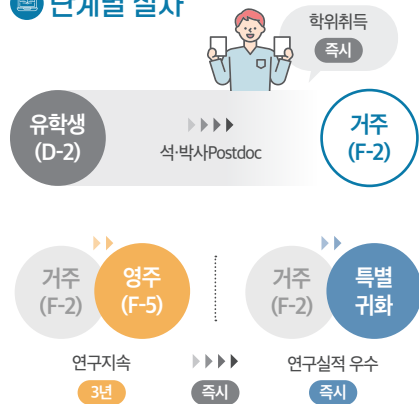 단계별 절차
학위취득
즉시
유학생
(D-2)
석·박사Postdoc
거주
(F-2)
거주
(F-2)
영주
(F-5)
거주
(F-2)
특별
귀화
연구지속
연구실적 우수
3년
즉시
즉시